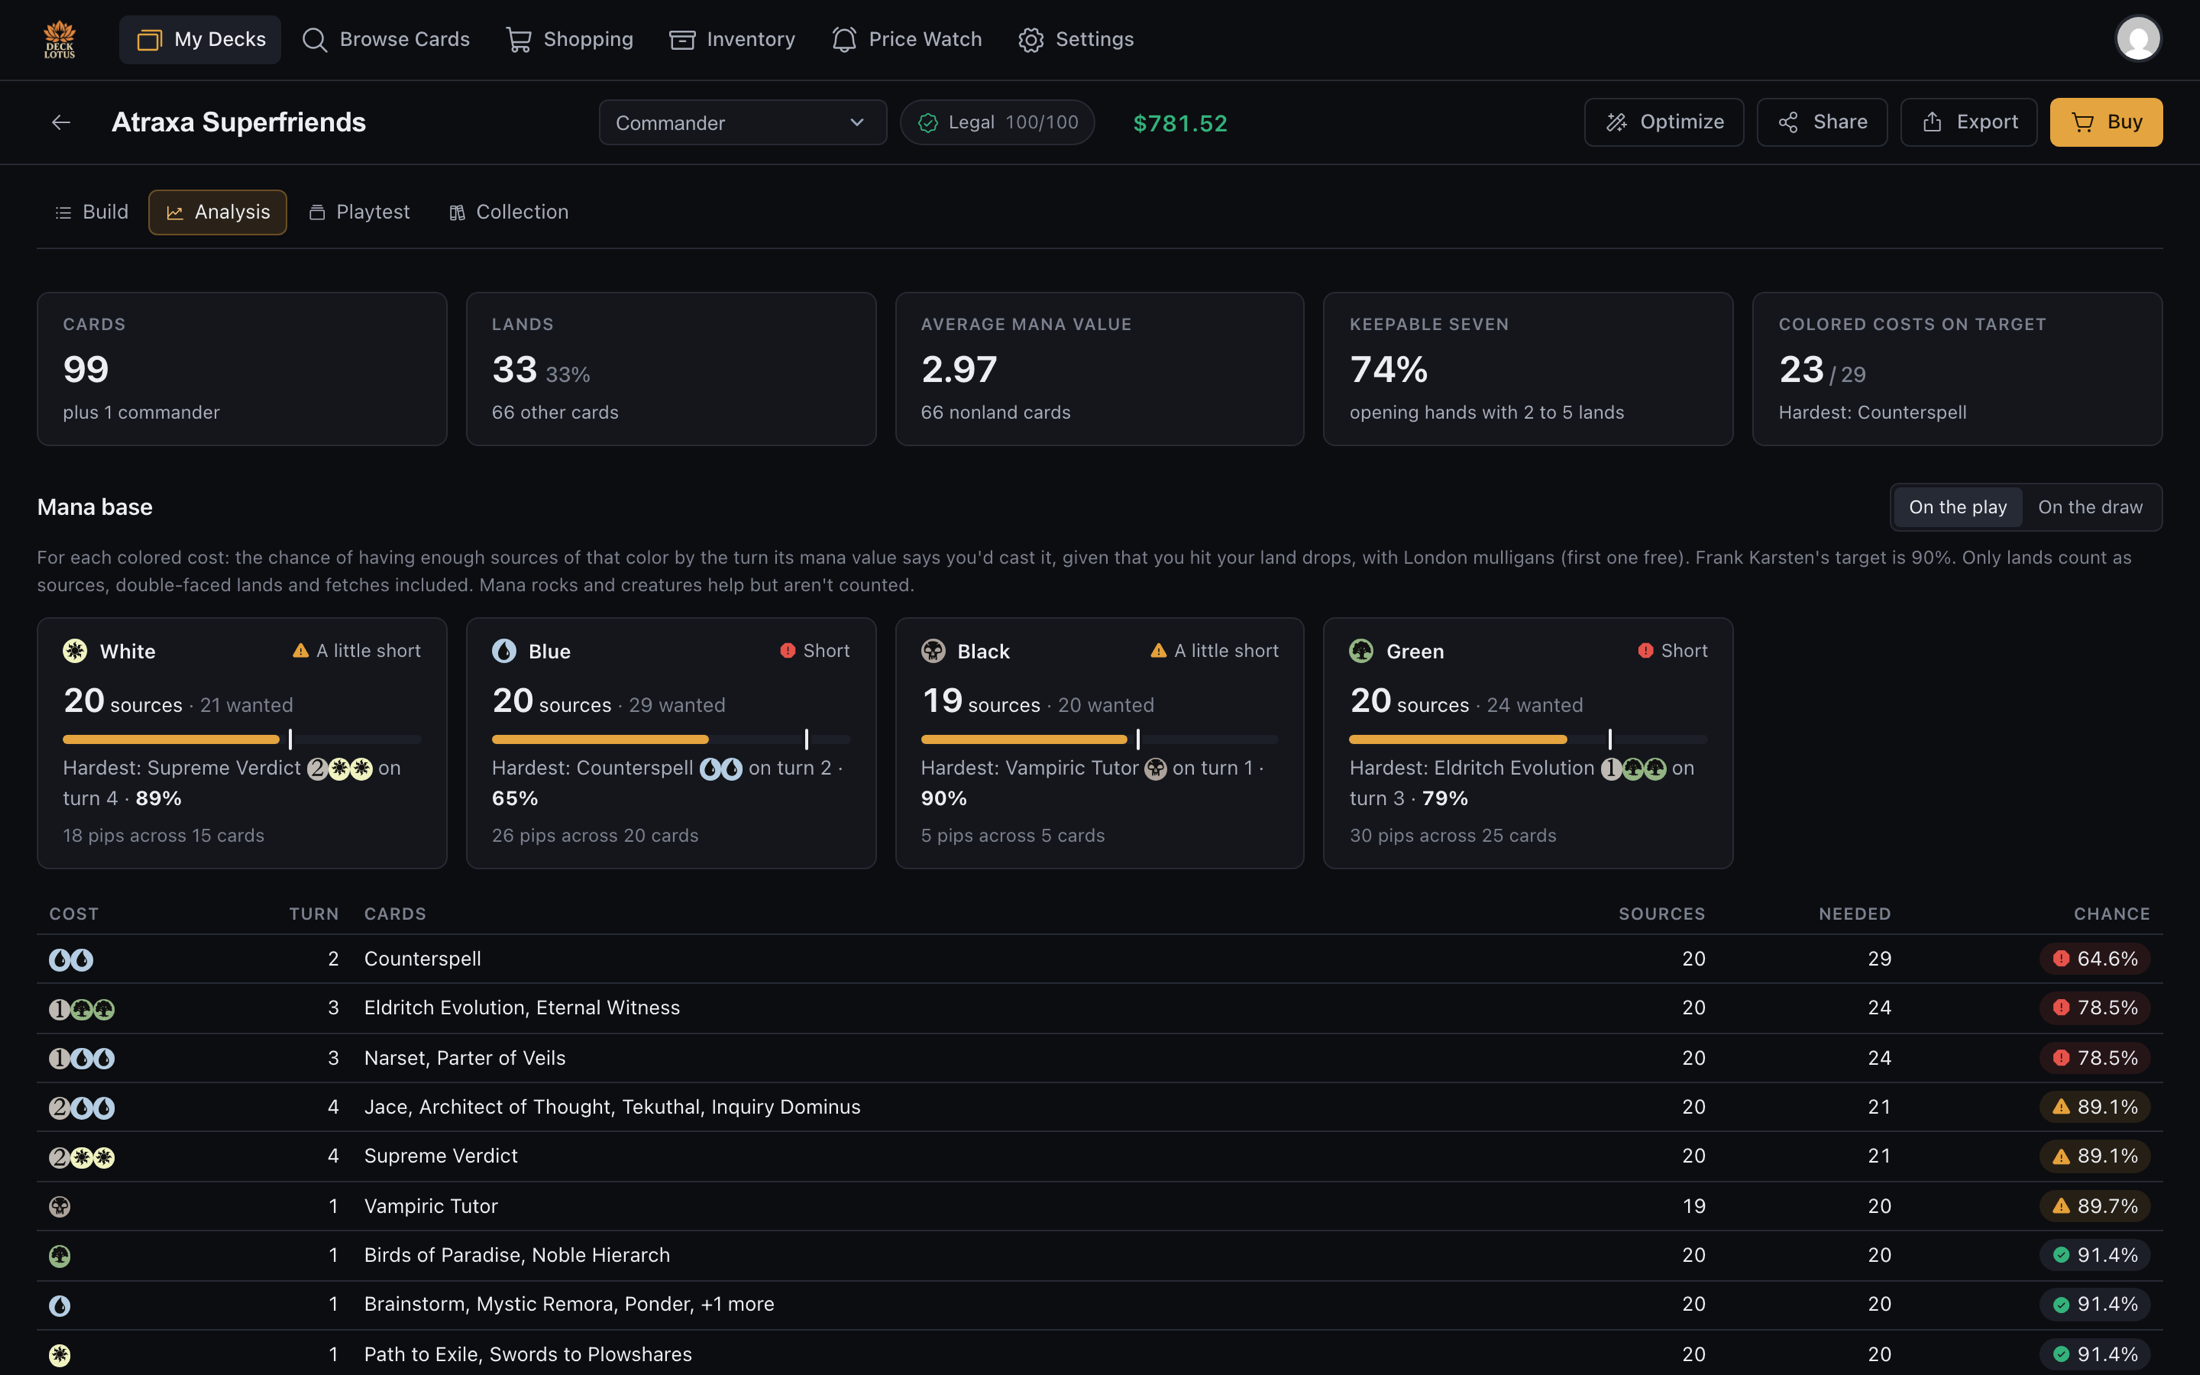 DECK
LOTUS
My Decks
Browse Cards
Shopping
Inventory
Price Watch
Settings
Atraxa Superfriends
Commander
Legal 100/100
$781.52
Optimize
Share
Export
Buy
Build
Analysis
Playtest
Collection
CARDS
99
plus 1 commander
LANDS
33 33%
66 other cards
AVERAGE MANA VALUE
2.97
66 nonland cards
KEEPABLE SEVEN
74%
opening hands with 2 to 5 lands
COLORED COSTS ON TARGET
23 / 29
Hardest: Counterspell
Mana base
On the play
On the draw
For each colored cost: the chance of having enough sources of that color by the turn its mana value says you'd cast it, given that you hit your land drops, with London mulligans (first one free). Frank Karsten's target is 90%. Only lands count as
sources, double-faced lands and fetches included. Mana rocks and creatures help but aren't counted.
White
A little short
20 sources · 21 wanted
Hardest: Supreme Verdict 2 on
turn 4 · 89%
18 pips across 15 cards
Blue
Short
20 sources · 29 wanted
Hardest: Counterspell on turn 2 ·
65%
26 pips across 20 cards
Black
A little short
19 sources · 20 wanted
Hardest: Vampiric Tutor on turn 1 ·
90%
5 pips across 5 cards
Green
Short
20 sources · 24 wanted
Hardest: Eldritch Evolution 1 on
turn 3 · 79%
30 pips across 25 cards
COST TURN CARDS SOURCES NEEDED CHANCE
2 Counterspell 20 29 64.6%
1 3 Eldritch Evolution, Eternal Witness 20 24 78.5%
1 3 Narset, Parter of Veils 20 24 78.5%
2 4 Jace, Architect of Thought, Tekuthal, Inquiry Dominus 20 21 89.1%
2 4 Supreme Verdict 20 21 89.1%
1 Vampiric Tutor 19 20 89.7%
1 Birds of Paradise, Noble Hierarch 20 20 91.4%
1 Brainstorm, Mystic Remora, Ponder, +1 more 20 20 91.4%
1 Path to Exile, Swords to Plowshares 20 20 91.4%